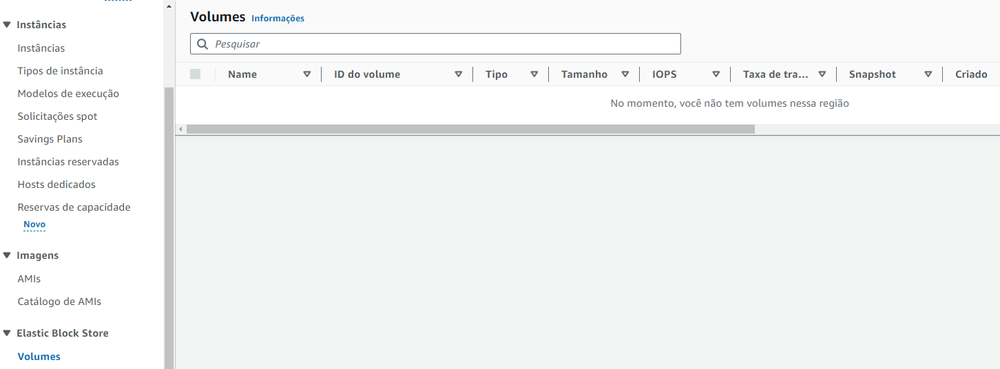 Instâncias
Instâncias
Tipos de instância
Modelos de execução
Solicitações spot
Savings Plans
Instâncias reservadas
Hosts dedicados
Reservas de capacidade
Novo
Imagens
AMIs
Catálogo de AMIs
Elastic Block Store
Volumes
Volumes Informações
Pesquisar
Name ID do volume Tipo Tamanho IOPS Taxa de tra... Snapshot Criado
No momento, você não tem volumes nessa região